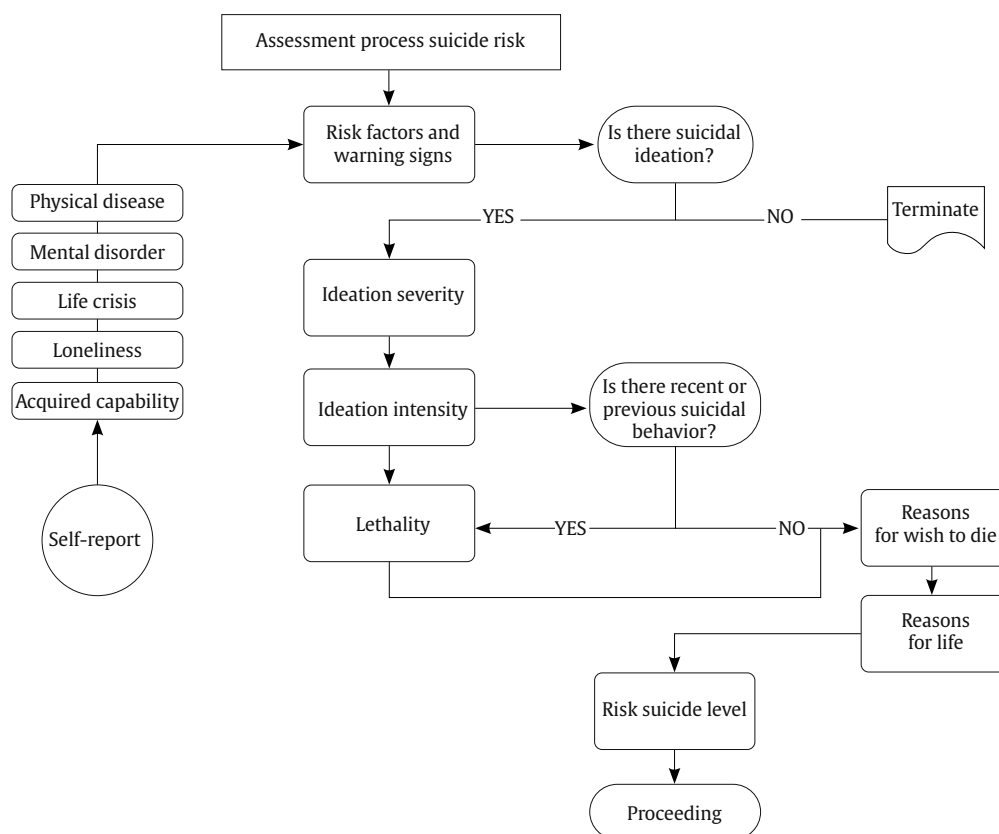 Assessment process suicide risk
Risk factors and
warning signs
Is there suicidal
ideation?
Physical disease
Mental disorder
Life crisis
Loneliness
Acquired capability
Self-report
YES
NO
Terminate
Ideation severity
Ideation intensity
Is there recent or
previous suicidal
behavior?
Lethality
YES
NO
Reasons
for wish to die
Reasons
for life
Risk suicide level
Proceeding